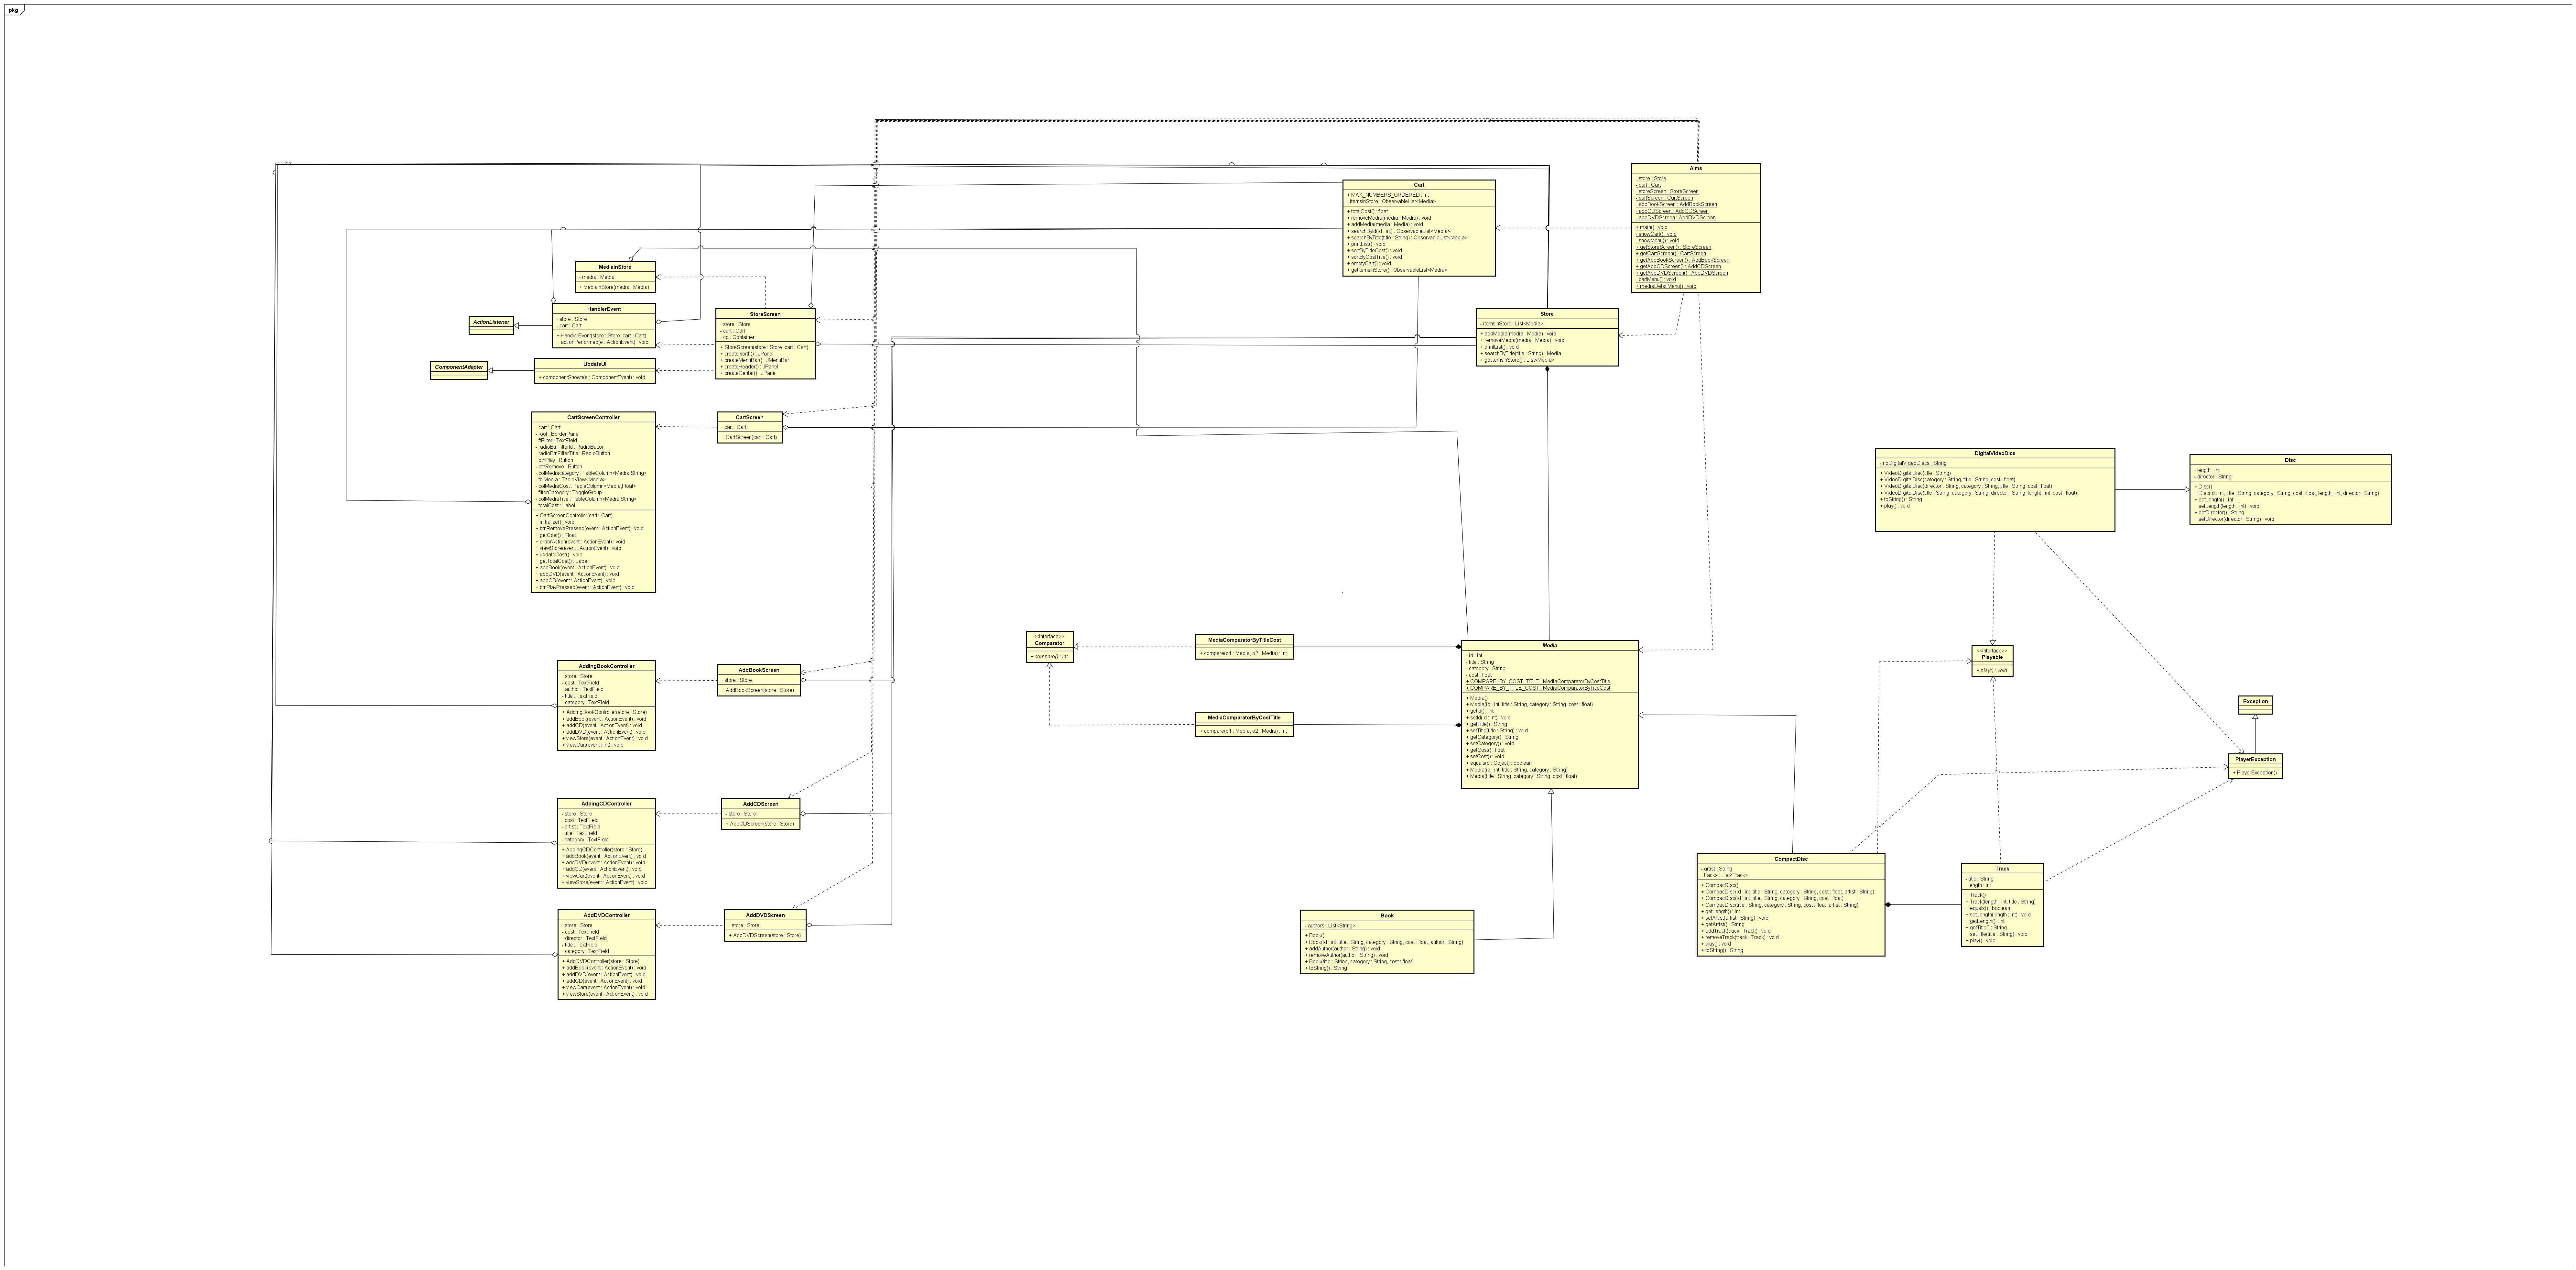 pkg
Aims
- store : Store
- cart : Cart
- storeScreen : StoreScreen
- cartScreen : CartScreen
- addBookScreen : AddBookScreen
- addCDScreen : AddCDScreen
- addDVDScreen : AddDVDScreen
+ main() : void
- showCart() : void
- showMenu() : void
+ getStoreScreen() : StoreScreen
+ getCartScreen() : CartScreen
+ getAddBookScreen() : AddBookScreen
+ getAddCDScreen() : AddCDScreen
+ getAddDVDScreen() : AddDVDScreen
- cartMenu() : void
+ mediaDetailMenu() : void
Cart
+ MAX_NUMBERS_ORDERED : int
- itemsInStore : ObservableList<Media>
+ totalCost() : float
+ removeMedia(media : Media) : void
+ addMedia(media : Media) : void
+ searchById(id : int) : ObservableList<Media>
+ searchByTitle(title : String) : ObservableList<Media>
+ printList() : void
+ sortByTitleCost() : void
+ sortByCostTitle() : void
+ emptyCart() : void
+ getItemsInStore() : ObservableList<Media>
MediaInStore
- media : Media
+ MediaInStore(media : Media)
HandlerEvent
- store : Store
- cart : Cart
+ HandlerEvent(store : Store, cart : Cart)
+ actionPerformed(e : ActionEvent) : void
ActionListener
StoreScreen
- store : Store
- cart : Cart
- cp : Container
+ StoreScreen(store : Store, cart : Cart)
+ createNorth() : JPanel
+ createMenuBar() : JMenuBar
+ createHeader() : JPanel
+ createCenter() : JPanel
Store
- itemsInStore : List<Media>
+ addMedia(media : Media) : void
+ removeMedia(media : Media) : void
+ printList() : void
+ searchByTitle(title : String) : Media
+ getItemsInStore() : List<Media>
ComponentAdapter
UpdateUI
+ componentShown(e : ComponentEvent) : void
CartScreenController
- cart : Cart
- root : BorderPane
- tfFilter : TextField
- radioBtnFilterId : RadioButton
- radioBtnFilterTitle : RadioButton
- btnPlay : Button
- btnRemove : Button
- colMediacategory : TableColumn<Media,String>
- tblMedia : TableView<Media>
- colMediaCost : TableColumn<Media,Float>
- filterCategory : ToggleGroup
- colMediaTitle : TableColumn<Media,String>
- totalCost : Label
+ CartScreenController(cart : Cart)
+ initialize() : void
+ btnRemovePressed(event : ActionEvent) : void
+ getCost() : Float
+ orderAction(event : ActionEvent) : void
+ viewStore(event : ActionEvent) : void
+ updateCost() : void
+ getTotalCost() : Label
+ addBook(event : ActionEvent) : void
+ addDVD(event : ActionEvent) : void
+ addCD(event : ActionEvent) : void
+ btnPlayPressed(event : ActionEvent) : void
CartScreen
- cart : Cart
+ CartScreen(cart : Cart)
DigitalVideoDics
- nbDigitalVideoDiscs : String
+ VideoDigitalDisc(title : String)
+ VideoDigitalDisc(category : String, title : String, cost : float)
+ VideoDigitalDisc(director : String, category : String, title : String, cost : float)
+ VideoDigitalDisc(title : String, category : String, director : String, lenght : int, cost : float)
+ toString() : String
+ play() : void
Disc
- length : int
- director : String
+ Disc()
+ Disc(id : int, title : String, category : String, cost : float, length : int, director : String)
+ getLength() : int
+ setLength(length : int) : void
+ getDirector() : String
+ setDirector(director : String) : void
<<interface>>
Comparator
+ compare() : int
MediaComparatorByTitleCost
+ compare(o1 : Media, o2 : Media) : int
MediaComparatorByCostTitle
+ compare(o1 : Media, o2 : Media) : int
Media
- id : int
- title : String
- category : String
- cost : float
+ COMPARE_BY_COST_TITLE : MediaComparatorByCostTitle
+ COMPARE_BY_TITLE_COST : MediaComparatorByTitleCost
+ Media()
+ Media(id : int, title : String, category : String, cost : float)
+ getId() : int
+ setId(id : int) : void
+ getTitle() : String
+ setTitle(title : String) : void
+ getCategory() : String
+ setCategory() : void
+ getCost() : float
+ setCost() : void
+ equals(o : Object) : boolean
+ Media(id : int, title : String, category : String)
+ Media(title : String, category : String, cost : float)
<<interface>>
Playable
+ play() : void
Exception
PlayerException
+ PlayerException()
AddingBookController
- store : Store
- cost : TextField
- author : TextField
- title : TextField
- category : TextField
+ AddingBookController(store : Store)
+ addBook(event : ActionEvent) : void
+ addCD(event : ActionEvent) : void
+ addDVD(event : ActionEvent) : void
+ viewStore(event : ActionEvent) : void
+ viewCart(event : int) : void
AddBookScreen
- store : Store
+ AddBookScreen(store : Store)
AddingCDController
- store : Store
- cost : TextField
- artist : TextField
- title : TextField
- category : TextField
+ AddingCDController(store : Store)
+ addBook(event : ActionEvent) : void
+ addDVD(event : ActionEvent) : void
+ addCD(event : ActionEvent) : void
+ viewCart(event : ActionEvent) : void
+ viewStore(event : ActionEvent) : void
AddCDScreen
- store : Store
+ AddCDScreen(store : Store)
AddDVDController
- store : Store
- cost : TextField
- director : TextField
- title : TextField
- category : TextField
+ AddDVDController(store : Store)
+ addBook(event : ActionEvent) : void
+ addDVD(event : ActionEvent) : void
+ addCD(event : ActionEvent) : void
+ viewCart(event : ActionEvent) : void
+ viewStore(event : ActionEvent) : void
AddDVDScreen
- store : Store
+ AddDVDScreen(store : Store)
Book
- authors : List<String>
+ Book()
+ Book(id : int, title : String, category : String, cost : float, author : String)
+ addAuthor(author : String) : void
+ removeAuthor(author : String) : void
+ Book(title : String, category : String, cost : float)
+ toString() : String
CompactDisc
- artist : String
- tracks : List<Track>
+ CompacDisc()
+ CompacDisc(id : int, title : String, category : String, cost : float, artist : String)
+ CompacDisc(id : int, title : String, category : String, cost : float)
+ CompacDisc(title : String, category : String, cost : float, artist : String)
+ getLength() : int
+ setArtist(artist : String) : void
+ getArtist() : String
+ addTrack(track : Track) : void
+ removeTrack(track : Track) : void
+ play() : void
+ toString() : String
Track
- title : String
- length : int
+ Track()
+ Track(length : int, title : String)
+ equals() : boolean
+ setLength(length : int) : void
+ getLength() : int
+ getTitle() : String
+ setTitle(title : String) : void
+ play() : void